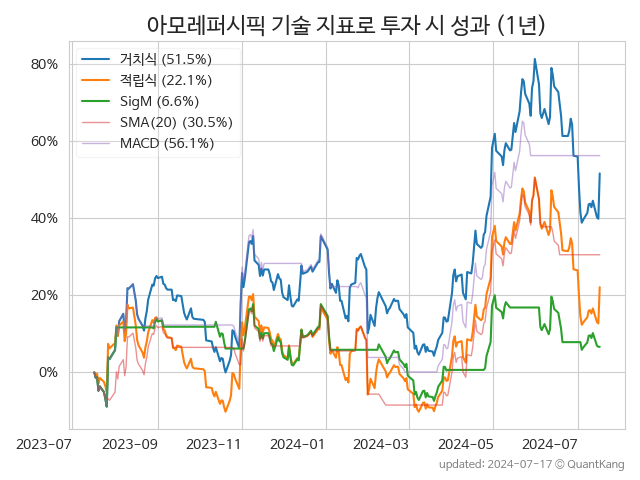 아모레퍼시픽 기술 지표로 투자 시 성과 (1년)
거치식 (51.5%)
적립식 (22.1%)
SigM (6.6%)
SMA(20) (30.5%)
MACD (56.1%)
80%
60%
40%
20%
0%
2023-07 2023-09 2023-11 2024-01 2024-03 2024-05 2024-07
updated: 2024-07-17 © QuantKang